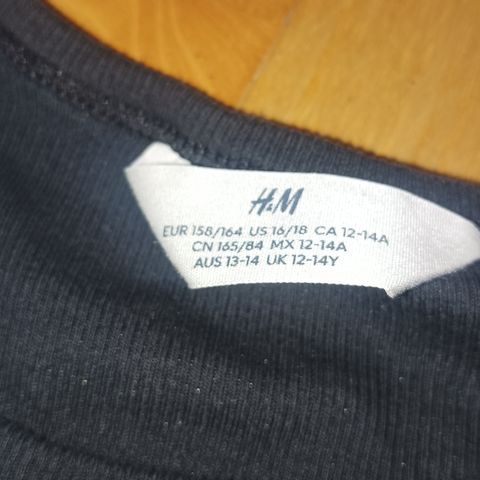 H&M
EUR 158/164 US 16/18 CA 12-14A
CN 165/84 MX 12-14A
AUS 13-14 UK 12-14Y